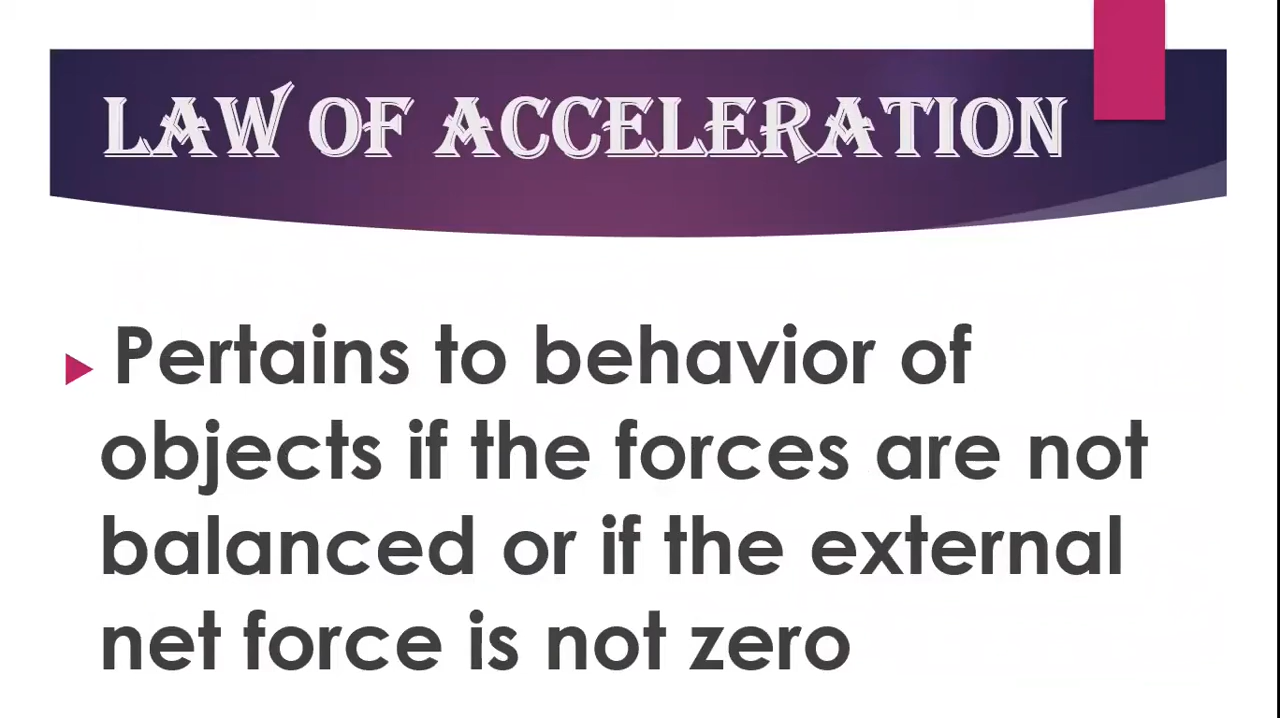 LAW OF ACCELERATION
Pertains to behavior of
objects if the forces are not
balanced or if the external
net force is not zero